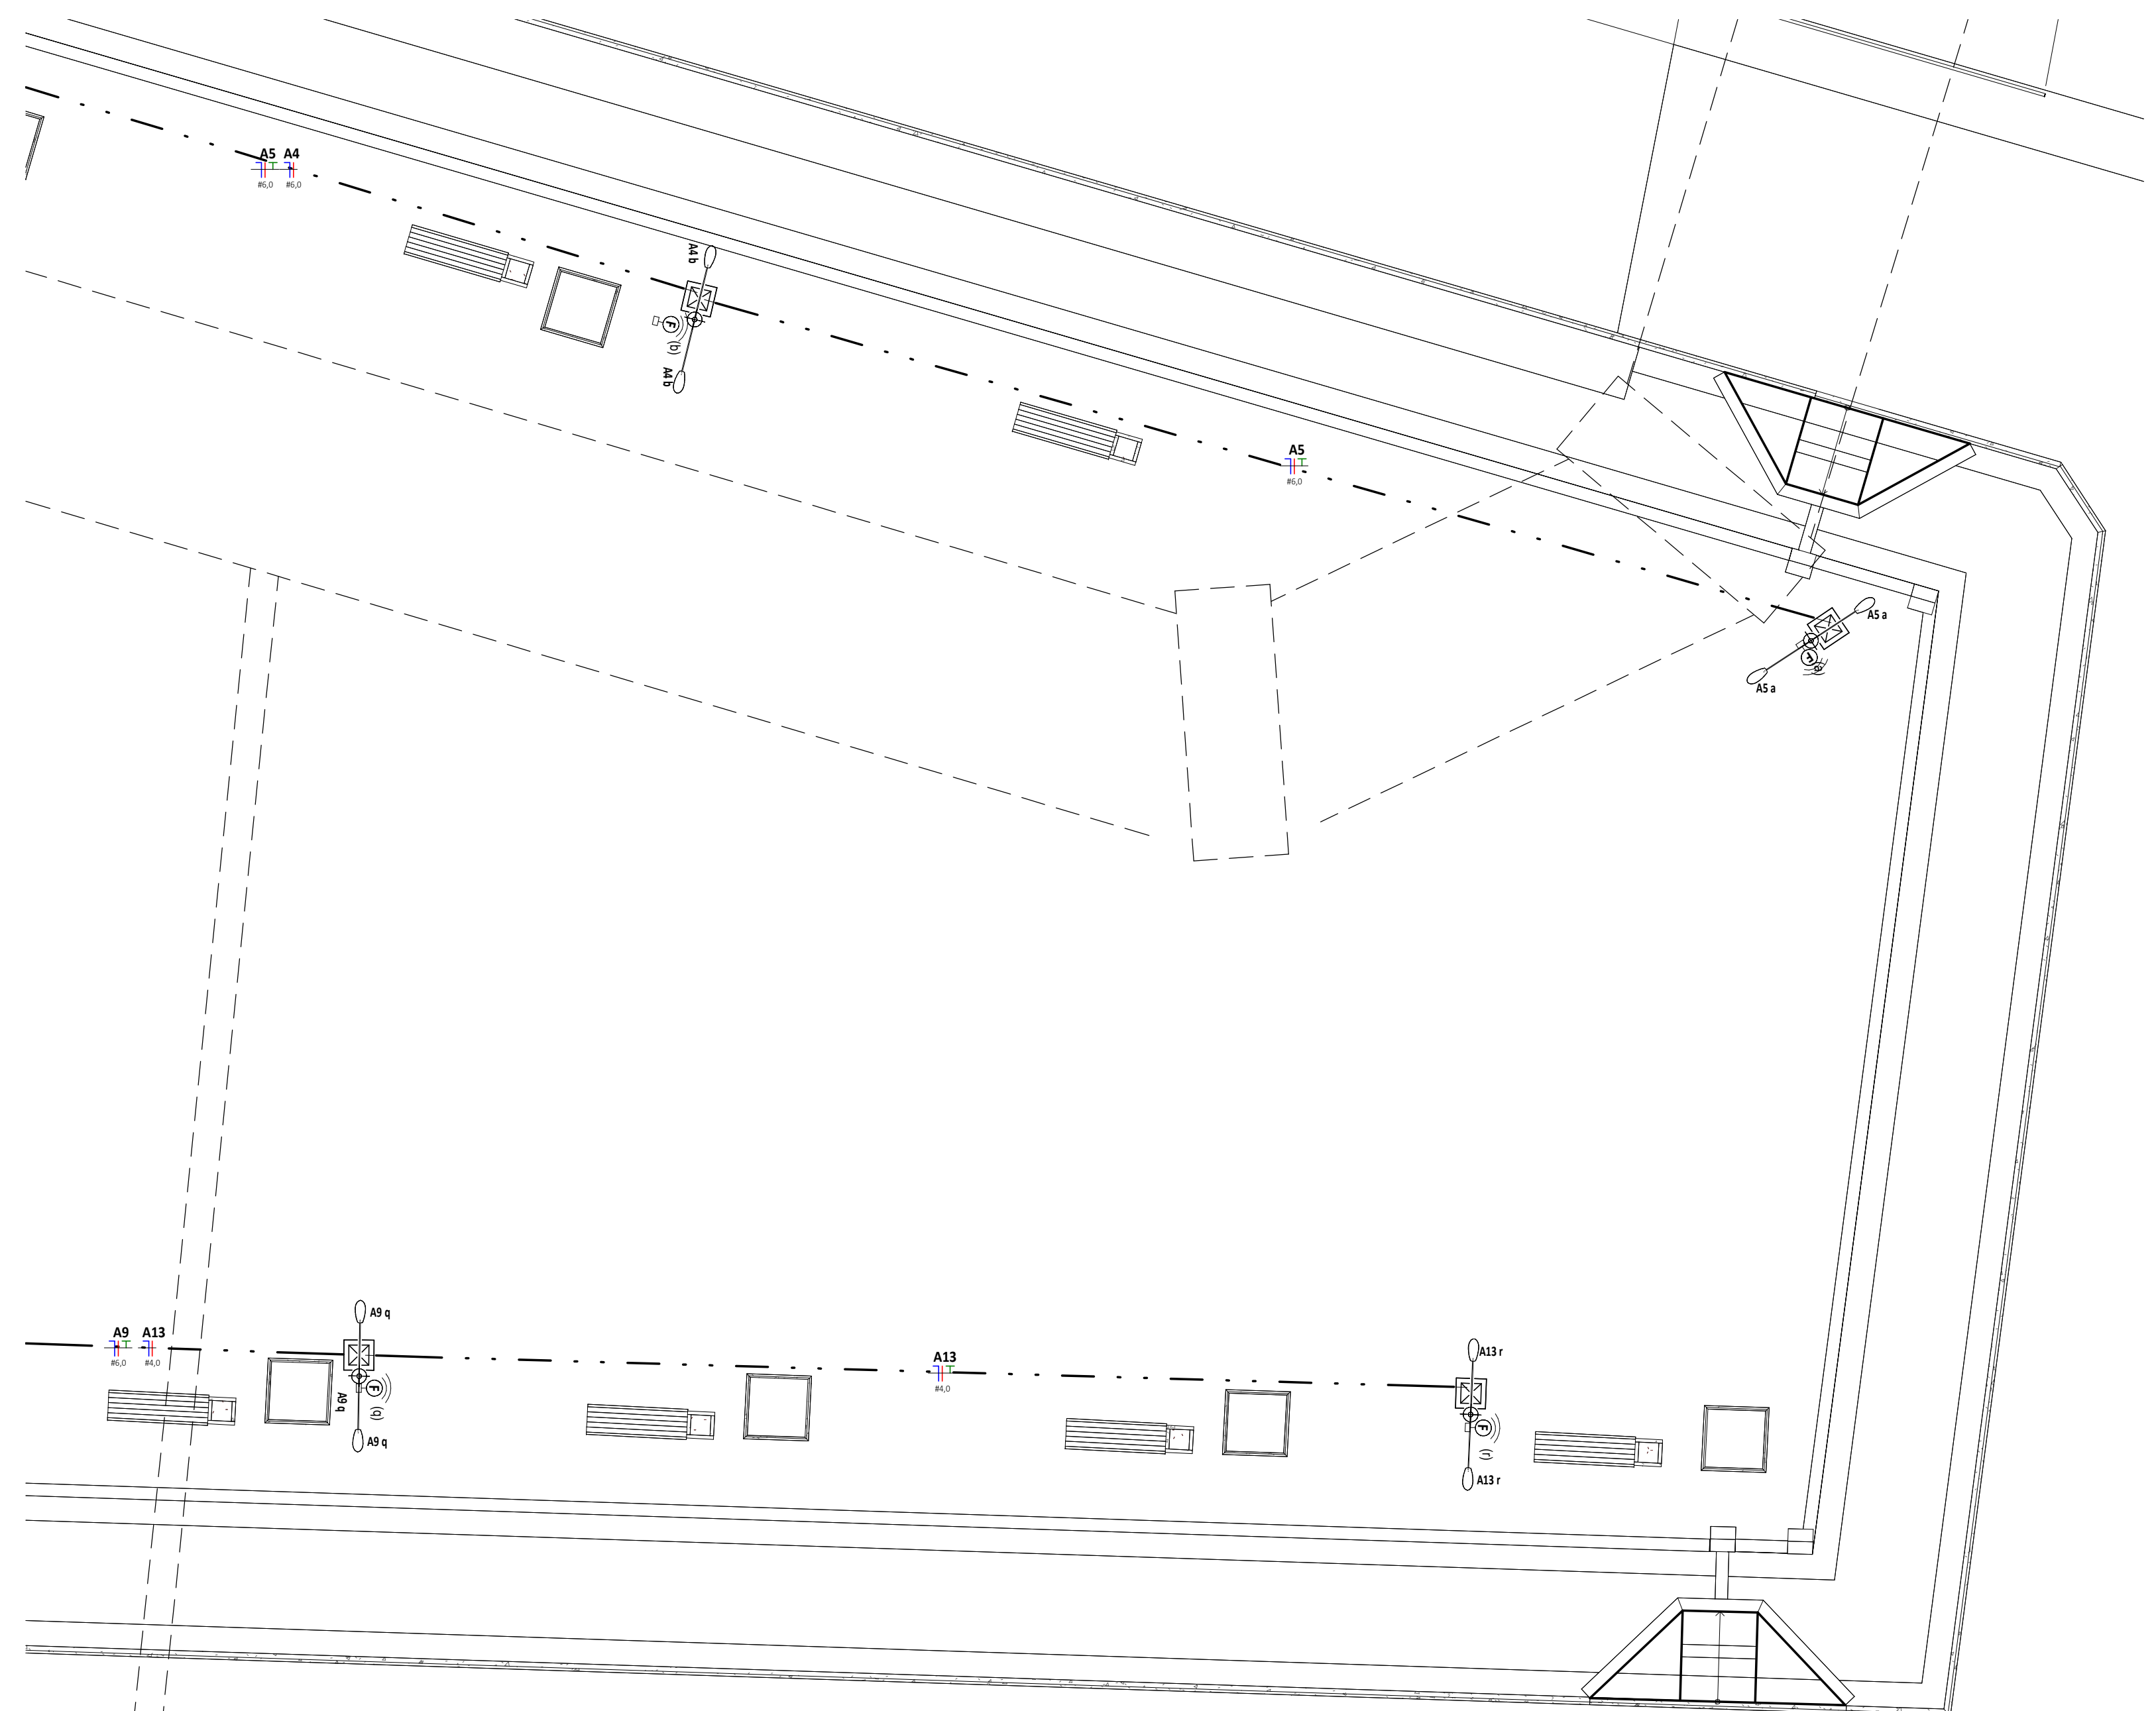 A5 A4
#6,0 #6,0
A4 b
F
(b)
A4 b
A5
#6,0
A5 a
F
(a)
A5 a
A9 A13
#6,0 #4,0
A9 q
F
(q)
A9 q
A9 q
A13
#4,0
A13 r
F
(r)
A13 r